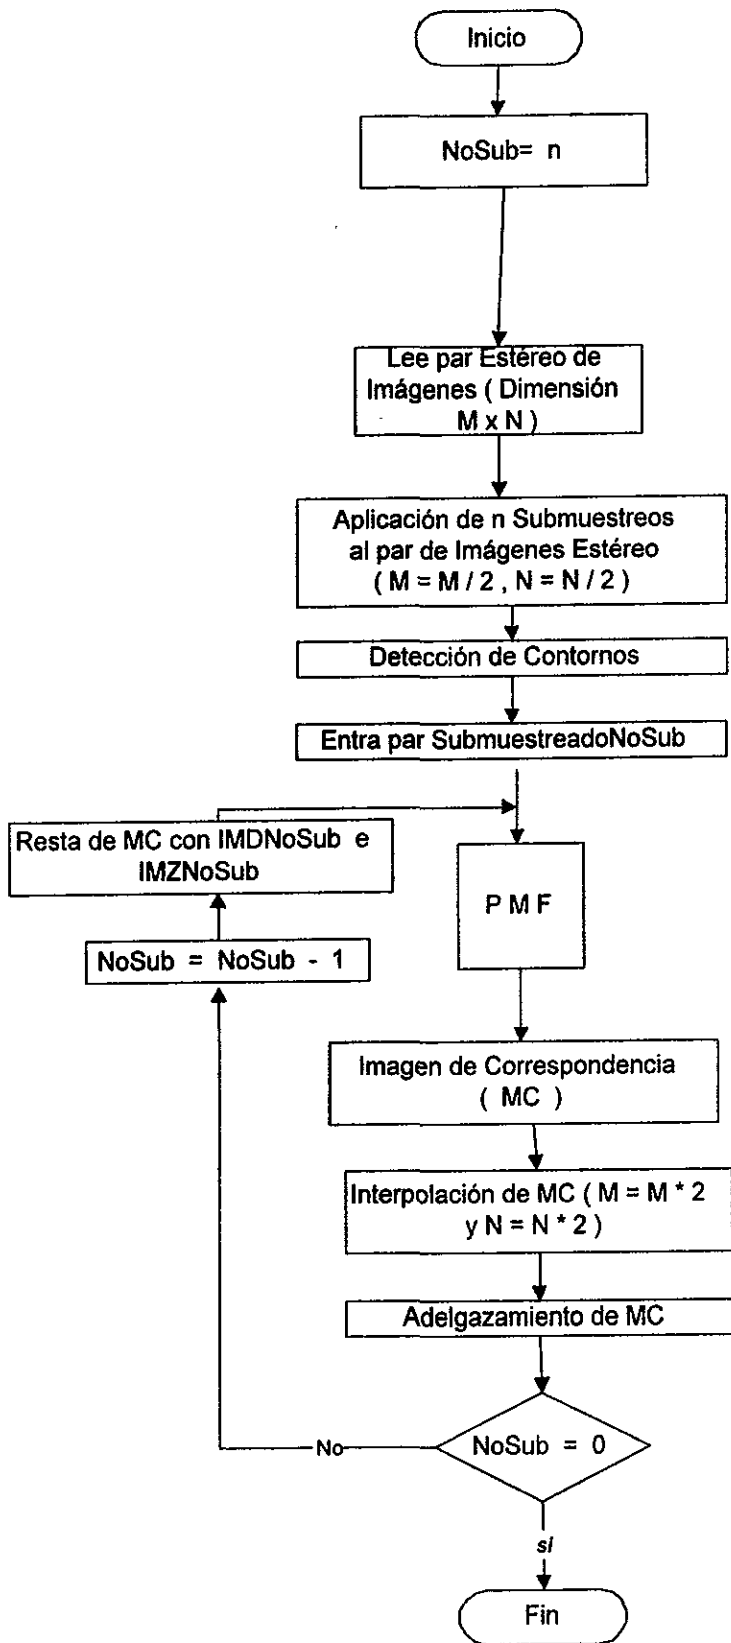 Inicio
NoSub= n
Lee par Estéreo de
Imágenes ( Dimensión
M x N )
Aplicación de n Submuestreos
al par de Imágenes Estéreo
( M = M / 2 , N = N / 2 )
Detección de Contornos
Entra par SubmuestreadoNoSub
Resta de MC con IMDNoSub e
IMZNoSub
P M F
NoSub = NoSub - 1
Imagen de Correspondencia
( MC )
Interpolación de MC ( M = M * 2
y N = N * 2 )
Adelgazamiento de MC
NoSub = 0
No
si
Fin